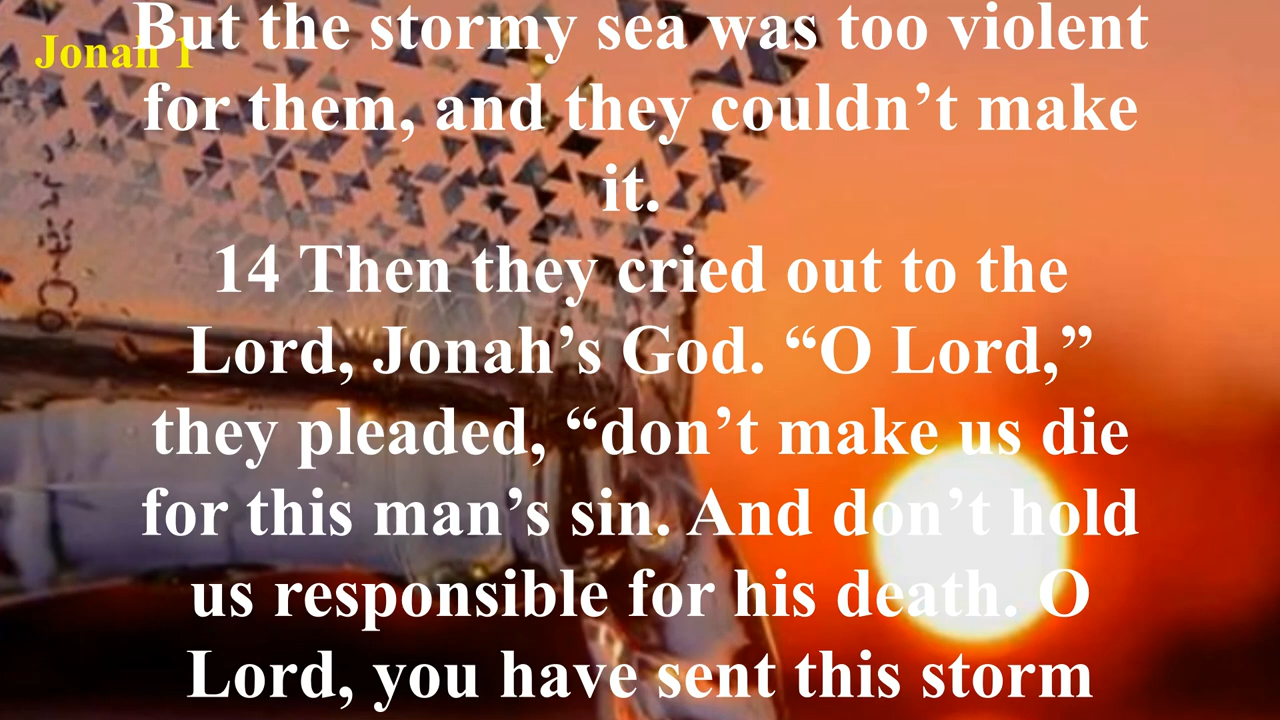 Jonah 1
But the stormy sea was too violent
for them, and they couldn’t make
it.
14 Then they cried out to the
Lord, Jonah’s God. “O Lord,”
they pleaded, “don’t make us die
for this man’s sin. And don’t hold
us responsible for his death. O
Lord, you have sent this storm